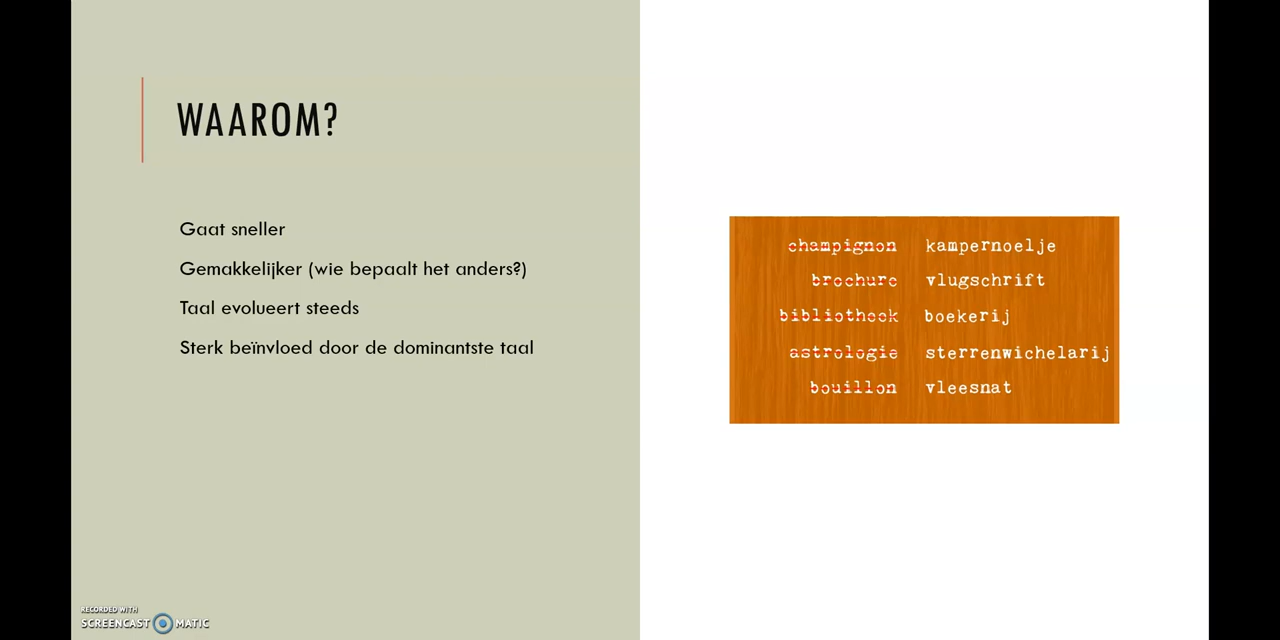 WAAROM?
Gaat sneller
Gemakkelijker (wie bepaalt het anders?)
Taal evolueert steeds
Sterk beïnvloed door de dominantste taal
champignon kampernoelje
brochure vlugschrift
bibliotheek boekerij
astrologie sterrenwichelarij
bouillon vleesnat
RECORDED WITH
SCREENCAST MATIC